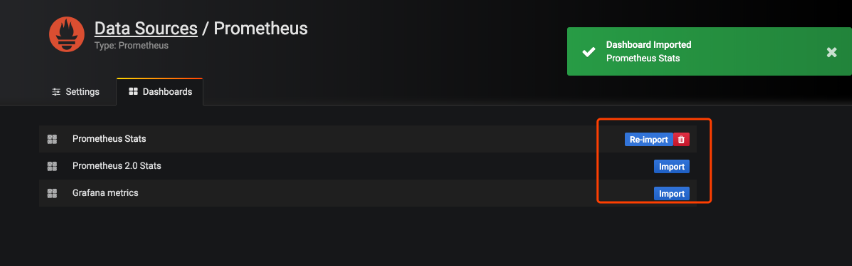 Data Sources / Prometheus
Type: Prometheus
Dashboard Imported
Prometheus Stats
Settings
Dashboards
Prometheus Stats
Re-import
Prometheus 2.0 Stats
Import
Grafana metrics
Import